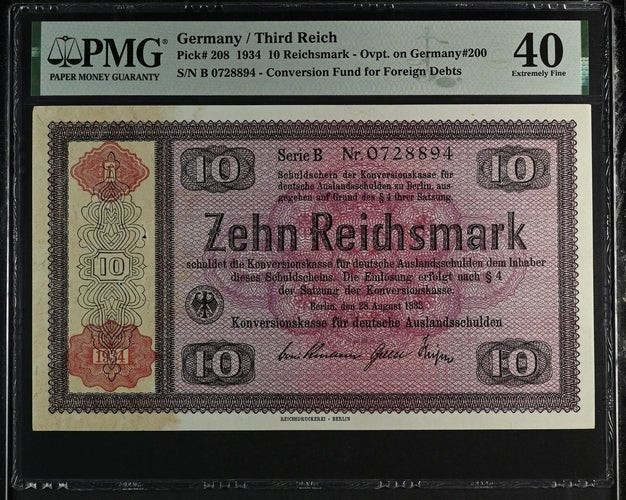 PMG
PAPER MONEY GUARANTY
Germany / Third Reich
Pick# 208 1934 10 Reichsmark - Ovpt. on Germany#200
S/N B 0728894 - Conversion Fund for Foreign Debts
40
Extremely Fine
10
Serie B Nr. 0728894
10
Schuldschein der Konversionskasse für
deutsche Auslandsschulden zu Berlin, aus-
gegeben auf Grund des § 4 ihrer Satzung.
Zehn Reichsmark
schuldet die Konversionskasse für deutsche Auslandsschulden dem Inhaber
dieses Schuldscheins. Die Einlösung erfolgt nach § 4
der Satzung der Konversionskasse.
Berlin, den 28. August 1933
Konversionskasse für deutsche Auslandsschulden
10
10
10
1934
REICHSDRUCKEREI - BERLIN